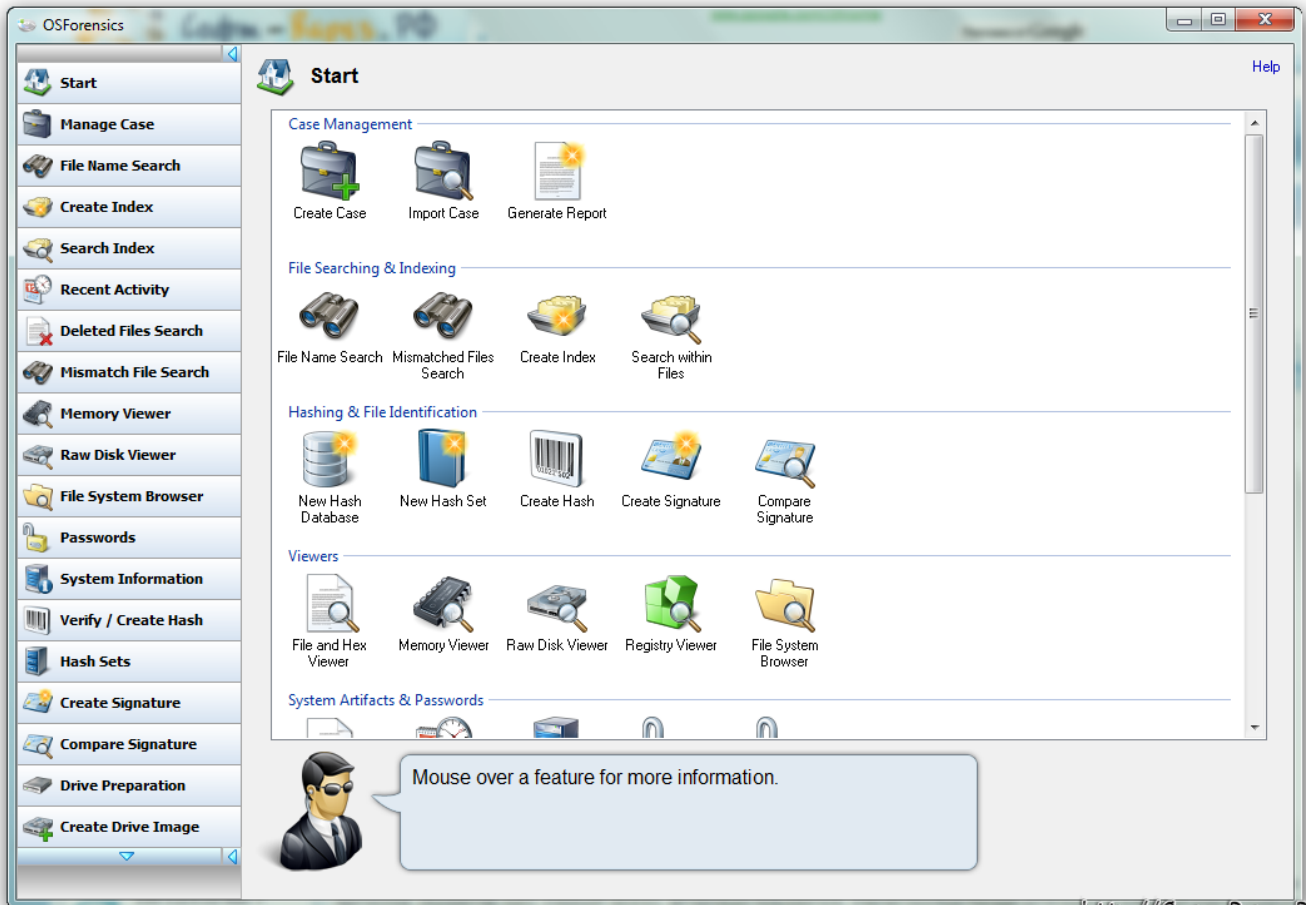 OSForensics
Start
Manage Case
File Name Search
Create Index
Search Index
Recent Activity
Deleted Files Search
Mismatch File Search
Memory Viewer
Raw Disk Viewer
File System Browser
Passwords
System Information
Verify / Create Hash
Hash Sets
Create Signature
Compare Signature
Drive Preparation
Create Drive Image
Start
Help
Case Management
Create Case
Import Case
Generate Report
File Searching & Indexing
File Name Search
Mismatched Files
Search
Create Index
Search within
Files
Hashing & File Identification
New Hash
Database
New Hash Set
Create Hash
Create Signature
Compare
Signature
Viewers
File and Hex
Viewer
Memory Viewer
Raw Disk Viewer
Registry Viewer
File System
Browser
System Artifacts & Passwords
Mouse over a feature for more information.